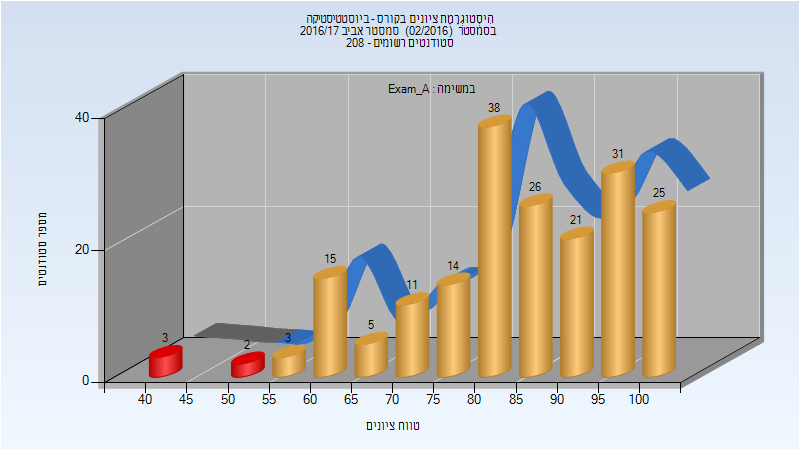 היסטוגרמת ציונים בקורס - ביוסטטיסטיקה
בסמסטר (02/2016) סמסטר אביב 2016/17
סטודנטים רשומים - 208
במשימה : Exam_A
38
31
26
25
21
15
14
11
5
3
2
3
40
20
0
מספר סטודנטים
40 45 50 55 60 65 70 75 80 85 90 95 100
טווח ציונים